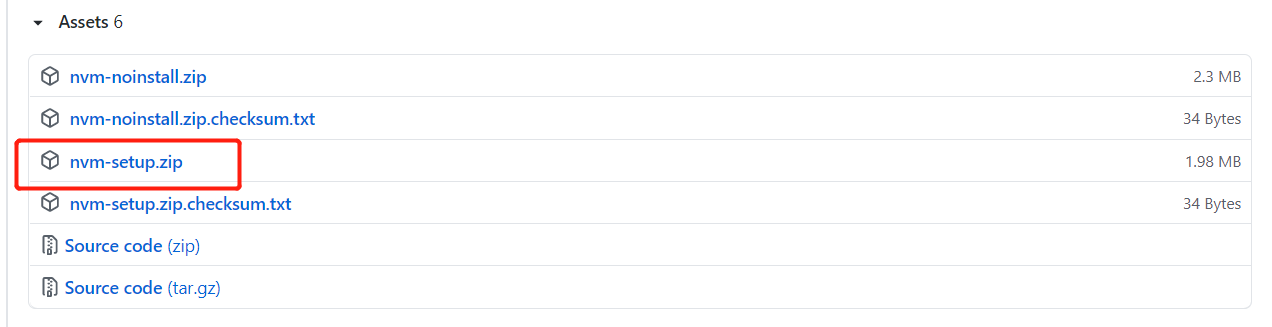 Assets 6
nvm-noinstall.zip 2.3 MB
nvm-noinstall.zip.checksum.txt 34 Bytes
nvm-setup.zip 1.98 MB
nvm-setup.zip.checksum.txt 34 Bytes
Source code (zip)
Source code (tar.gz)